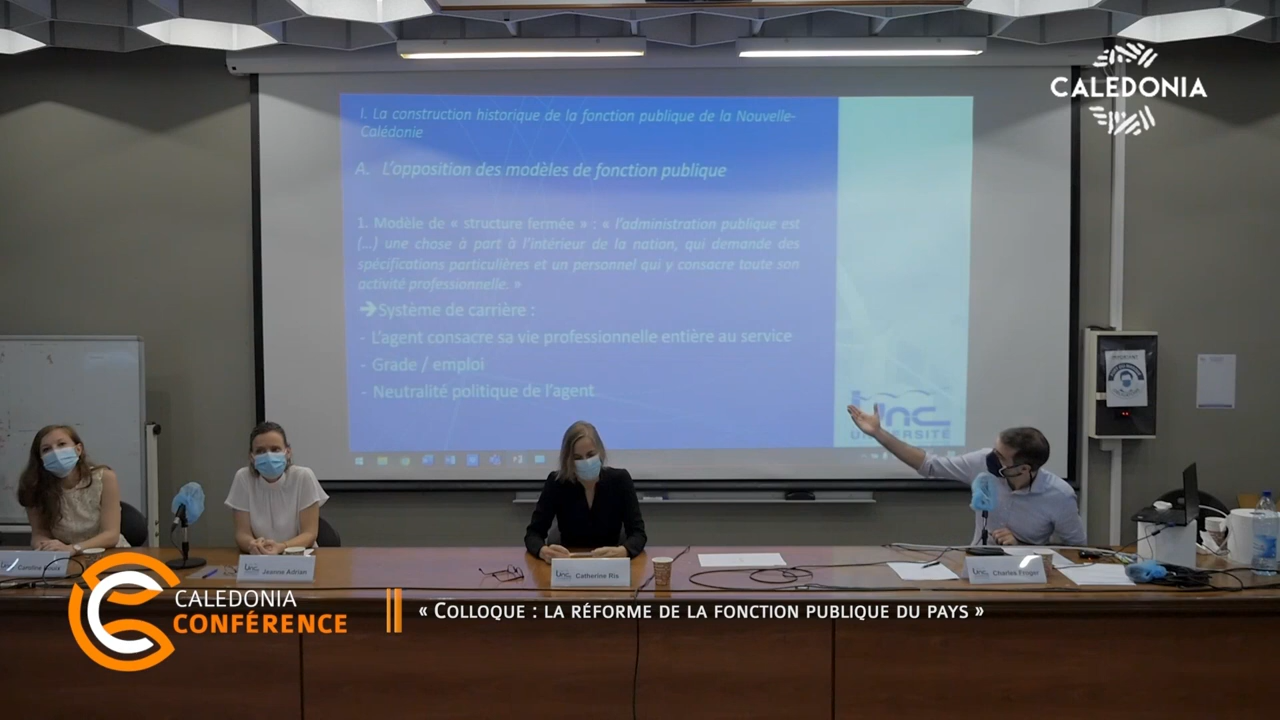 CALEDONIA
I. La construction historique de la fonction publique de la Nouvelle-
Calédonie
A. L'opposition des modèles de fonction publique
1. Modèle de « structure fermée » : « l'administration publique est
(...) une chose à part à l'intérieur de la nation, qui demande des
spécifications particulières et un personnel qui y consacre toute son
activité professionnelle. »
➔Système de carrière :
- L'agent consacre sa vie professionnelle entière au service
- Grade / emploi
- Neutralité politique de l'agent
unc
UNIVERSITÉ
Caroline
Jeanne Adrian
unc
Catherine Ris
Charles Froger
CALEDONIA
CONFÉRENCE
« COLLOQUE : LA RÉFORME DE LA FONCTION PUBLIQUE DU PAYS »